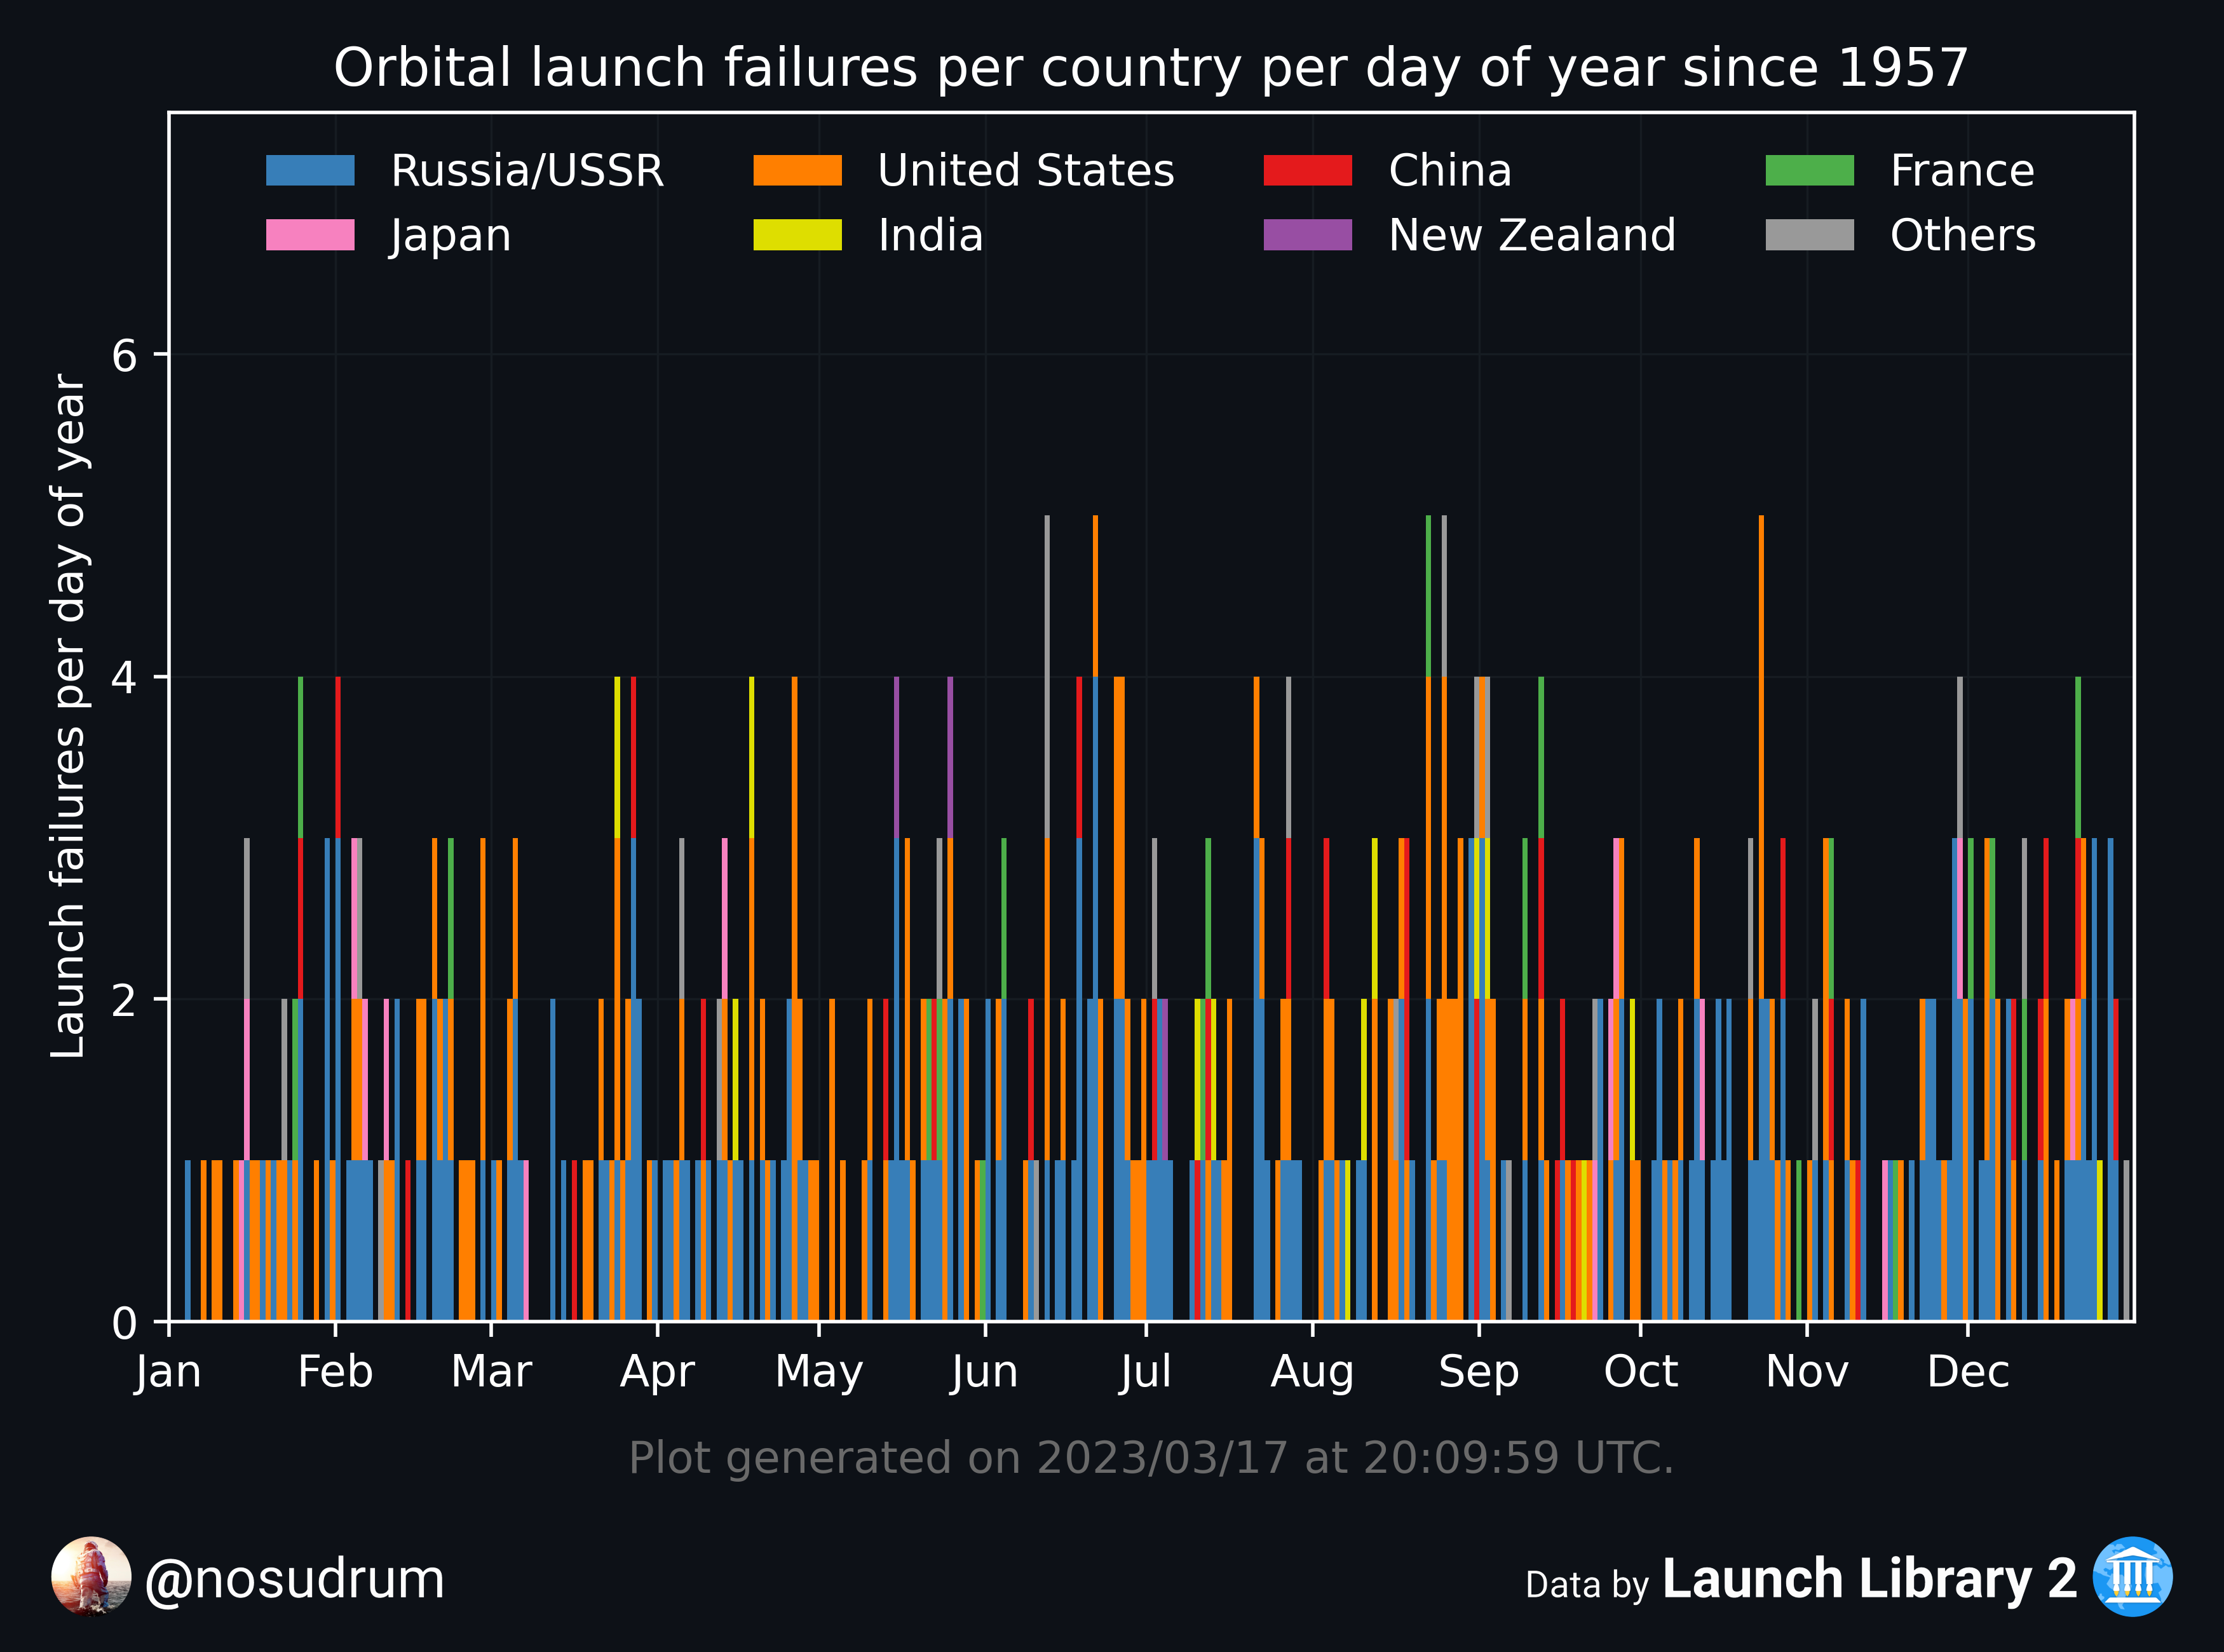 Orbital launch failures per country per day of year since 1957
Russia/USSR United States China France
Japan India New Zealand Others
Launch failures per day of year
6
4
2
0
Jan Feb Mar Apr May Jun Jul Aug Sep Oct Nov Dec
Plot generated on 2023/03/17 at 20:09:59 UTC.
@nosudrum
Data by Launch Library 2